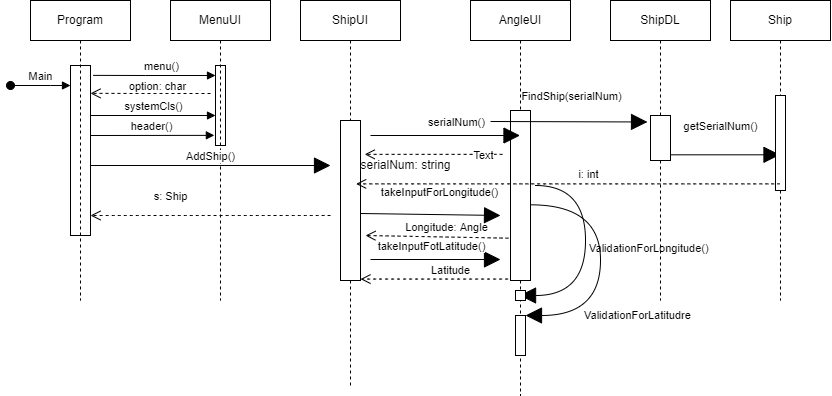 Program
MenuUI
ShipUI
AngleUI
ShipDL
Ship
Main
menu()
option: char
systemCls()
header()
AddShip()
s: Ship
FindShip(serialNum)
serialNum()
getSerialNum()
Text
serialNum: string
i: int
takeInputForLongitude()
Longitude: Angle
takeInputFotLatitude()
ValidationForLongitude()
Latitude
ValidationForLatitudre